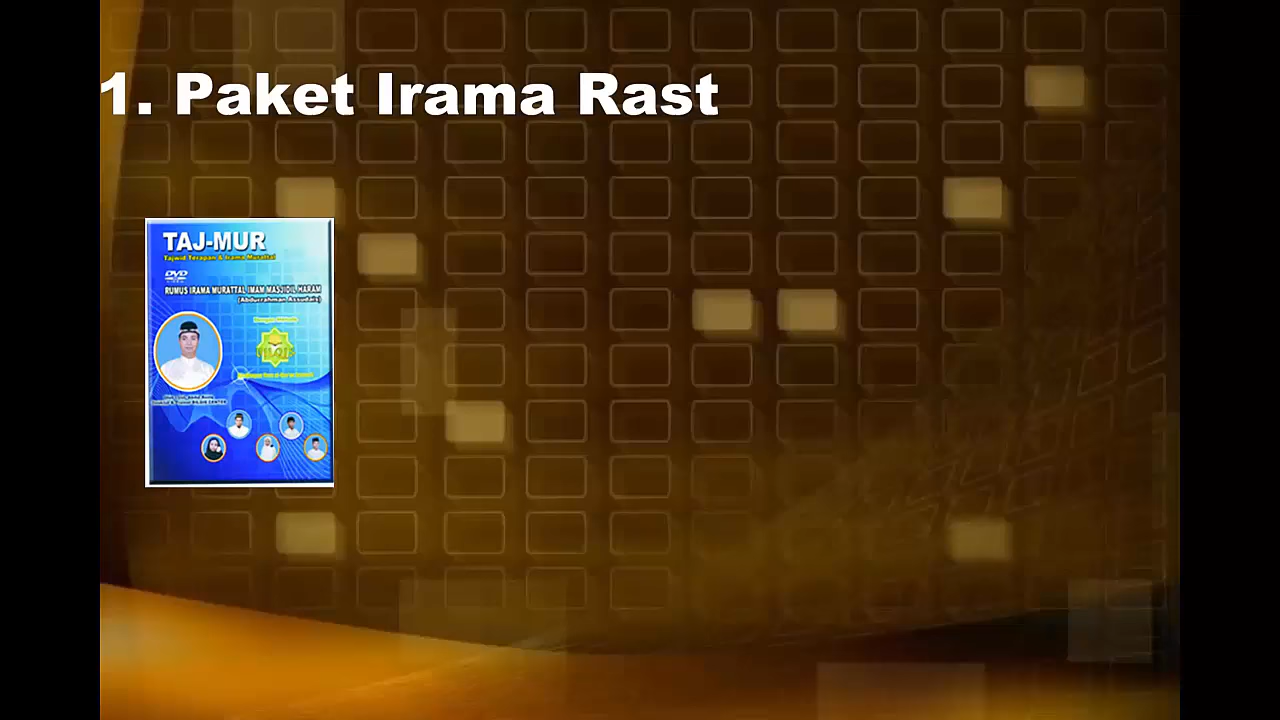 1. Paket Irama Rast
TAJ-MUR
Tajwid Terapan & Irama Murattal
DVD
RUMUS IRAMA MURATTAL IMAM MASJIDIL HARAM
(Abdurrahman Assudais)